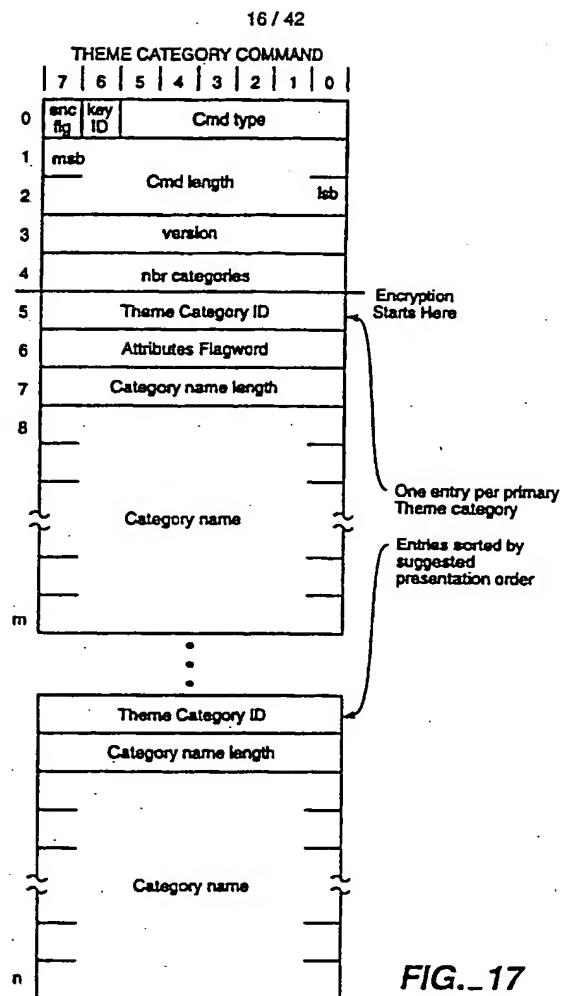 16 / 42
THEME CATEGORY COMMAND
7 6 5 4 3 2 1 0
0 enc flg key ID Cmd type
1 msb
Cmd length
2 lsb
3 version
4 nbr categories
Encryption
Starts Here
5 Theme Category ID
6 Attributes Flagword
7 Category name length
8
One entry per primary
Theme category
Category name
Entries sorted by
suggested
presentation order
m
Theme Category ID
Category name length
Category name
n
FIG._17